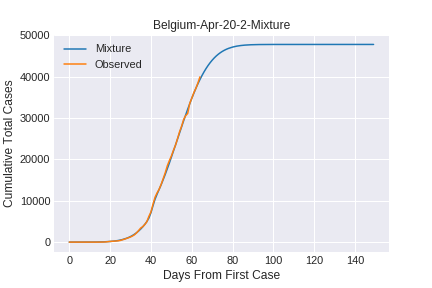 Belgium-Apr-20-2-Mixture
Mixture
Observed
Cumulative Total Cases
50000
40000
30000
20000
10000
0
0 20 40 60 80 100 120 140
Days From First Case